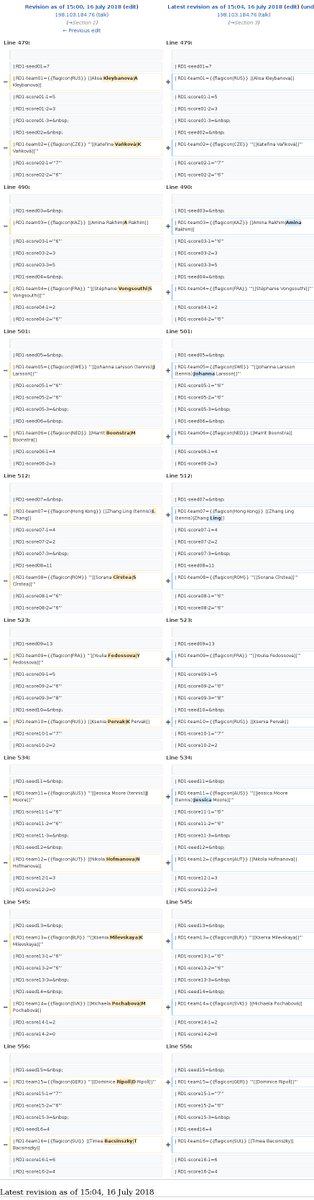 Revision as of 15:00, 16 July 2018 (edit)
198.103.184.76 (talk)
(→Section 2)
← Previous edit
Latest revision as of 15:04, 16 July 2018 (edit) (und
198.103.184.76 (talk)
(→Section 2)
Line 479:
Line 479:
|RD1-seed01=7
|RD1-seed01=7
− |RD1-team01={{flagicon|RUS}} [[Alisa Kleybanova|A
Kleybanova]]
+ |RD1-team01={{flagicon|RUS}} [[Alisa Kleybanova]]
|RD1-score01-1=5
|RD1-score01-1=5
|RD1-score01-2=3
|RD1-score01-2=3
|RD1-score01-3=&nbsp;
|RD1-score01-3=&nbsp;
|RD1-seed02=&nbsp;
|RD1-seed02=&nbsp;
− |RD1-team02={{flagicon|CZE}} '''[[Kateřina Vaňková|K
Vaňková]]'''
+ |RD1-team02={{flagicon|CZE}} '''[[Kateřina Vaňková]]'''
|RD1-score02-1='''7'''
|RD1-score02-1='''7'''
|RD1-score02-2='''6'''
|RD1-score02-2='''6'''
Line 490:
Line 490:
|RD1-seed03=&nbsp;
|RD1-seed03=&nbsp;
− |RD1-team03={{flagicon|KAZ}} [[Amina Rakhim|A Rakhim]]
+ |RD1-team03={{flagicon|KAZ}} [[Amina Rakhim|Amina
Rakhim]]
|RD1-score03-1='''6'''
|RD1-score03-1='''6'''
|RD1-score03-2=3
|RD1-score03-2=3
|RD1-score03-3=5
|RD1-score03-3=5
|RD1-seed04=&nbsp;
|RD1-seed04=&nbsp;
− |RD1-team04={{flagicon|FRA}} '''[[Stéphanie Vongsouthi|S
Vongsouthi]]'''
+ |RD1-team04={{flagicon|FRA}} '''[[Stéphanie Vongsouthi]]'''
|RD1-score04-1=2
|RD1-score04-1=2
|RD1-score04-2='''6'''
|RD1-score04-2='''6'''
Line 501:
Line 501:
|RD1-seed05=&nbsp;
|RD1-seed05=&nbsp;
− |RD1-team05={{flagicon|SWE}} '''[[Johanna Larsson (tennis)|J
Larsson]]'''
+ |RD1-team05={{flagicon|SWE}} '''[[Johanna Larsson
(tennis)|Johanna Larsson]]'''
|RD1-score05-1='''6'''
|RD1-score05-1='''6'''
|RD1-score05-2='''6'''
|RD1-score05-2='''6'''
|RD1-score05-3=&nbsp;
|RD1-score05-3=&nbsp;
|RD1-seed06=&nbsp;
|RD1-seed06=&nbsp;
− |RD1-team06={{flagicon|NED}} [[Marrit Boonstra|M
Boonstra]]
+ |RD1-team06={{flagicon|NED}} [[Marrit Boonstra]]
|RD1-score06-1=4
|RD1-score06-1=4
|RD1-score06-2=3
|RD1-score06-2=3
Line 512:
Line 512:
|RD1-seed07=&nbsp;
|RD1-seed07=&nbsp;
− |RD1-team07={{flagicon|Hong Kong}} [[Zhang Ling (tennis)|L
Zhang]]
+ |RD1-team07={{flagicon|Hong Kong}} [[Zhang Ling
(tennis)|Zhang Ling]]
|RD1-score07-1=4
|RD1-score07-1=4
|RD1-score07-2=2
|RD1-score07-2=2
|RD1-score07-3=&nbsp;
|RD1-score07-3=&nbsp;
|RD1-seed08=11
|RD1-seed08=11
− |RD1-team08={{flagicon|ROM}} '''[[Sorana Cîrstea|S
Cîrstea]]'''
+ |RD1-team08={{flagicon|ROM}} '''[[Sorana Cîrstea]]'''
|RD1-score08-1='''6'''
|RD1-score08-1='''6'''
|RD1-score08-2='''6'''
|RD1-score08-2='''6'''
Line 523:
Line 523:
|RD1-seed09=13
|RD1-seed09=13
− |RD1-team09={{flagicon|FRA}} '''[[Youlia Fedossova|Y
Fedossova]]'''
+ |RD1-team09={{flagicon|FRA}} '''[[Youlia Fedossova]]'''
|RD1-score09-1=5
|RD1-score09-1=5
|RD1-score09-2='''6'''
|RD1-score09-2='''6'''
|RD1-score09-3='''6'''
|RD1-score09-3='''6'''
|RD1-seed10=&nbsp;
|RD1-seed10=&nbsp;
− |RD1-team10={{flagicon|RUS}} [[Ksenia Pervak|K Pervak]]
+ |RD1-team10={{flagicon|RUS}} [[Ksenia Pervak]]
|RD1-score10-1='''7'''
|RD1-score10-1='''7'''
|RD1-score10-2=2
|RD1-score10-2=2
Line 534:
Line 534:
|RD1-seed11=&nbsp;
|RD1-seed11=&nbsp;
− |RD1-team11={{flagicon|AUS}} '''[[Jessica Moore (tennis)|J
Moore]]'''
+ |RD1-team11={{flagicon|AUS}} '''[[Jessica Moore
(tennis)|Jessica Moore]]'''
|RD1-score11-1='''6'''
|RD1-score11-1='''6'''
|RD1-score11-2='''6'''
|RD1-score11-2='''6'''
|RD1-score11-3=&nbsp;
|RD1-score11-3=&nbsp;
|RD1-seed12=&nbsp;
|RD1-seed12=&nbsp;
− |RD1-team12={{flagicon|AUT}} [[Nikola Hofmanova|N
Hofmanova]]
+ |RD1-team12={{flagicon|AUT}} [[Nikola Hofmanova]]
|RD1-score12-1=3
|RD1-score12-1=3
|RD1-score12-2=0
|RD1-score12-2=0
Line 545:
Line 545:
|RD1-seed13=&nbsp;
|RD1-seed13=&nbsp;
− |RD1-team13={{flagicon|BLR}} '''[[Ksenia Milevskaya|K
Milevskaya]]'''
+ |RD1-team13={{flagicon|BLR}} '''[[Ksenia Milevskaya]]'''
|RD1-score13-1='''6'''
|RD1-score13-1='''6'''
|RD1-score13-2='''6'''
|RD1-score13-2='''6'''
|RD1-score13-3=&nbsp;
|RD1-score13-3=&nbsp;
|RD1-seed14=&nbsp;
|RD1-seed14=&nbsp;
− |RD1-team14={{flagicon|SVK}} [[Michaela Pochabová|M
Pochabová]]
+ |RD1-team14={{flagicon|SVK}} [[Michaela Pochabová]]
|RD1-score14-1=2
|RD1-score14-1=2
|RD1-score14-2=0
|RD1-score14-2=0
Line 556:
Line 556:
|RD1-seed15=&nbsp;
|RD1-seed15=&nbsp;
− |RD1-team15={{flagicon|GER}} '''[[Dominice Ripoll|D Ripoll]]'''
+ |RD1-team15={{flagicon|GER}} '''[[Dominice Ripoll]]'''
|RD1-score15-1='''7'''
|RD1-score15-1='''7'''
|RD1-score15-2='''6'''
|RD1-score15-2='''6'''
|RD1-score15-3=&nbsp;
|RD1-score15-3=&nbsp;
|RD1-seed16=4
|RD1-seed16=4
− |RD1-team16={{flagicon|SUI}} [[Timea Bacsinszky|T
Bacsinszky]]
+ |RD1-team16={{flagicon|SUI}} [[Timea Bacsinszky]]
|RD1-score16-1=6
|RD1-score16-1=6
|RD1-score16-2=4
|RD1-score16-2=4
Latest revision as of 15:04, 16 July 2018